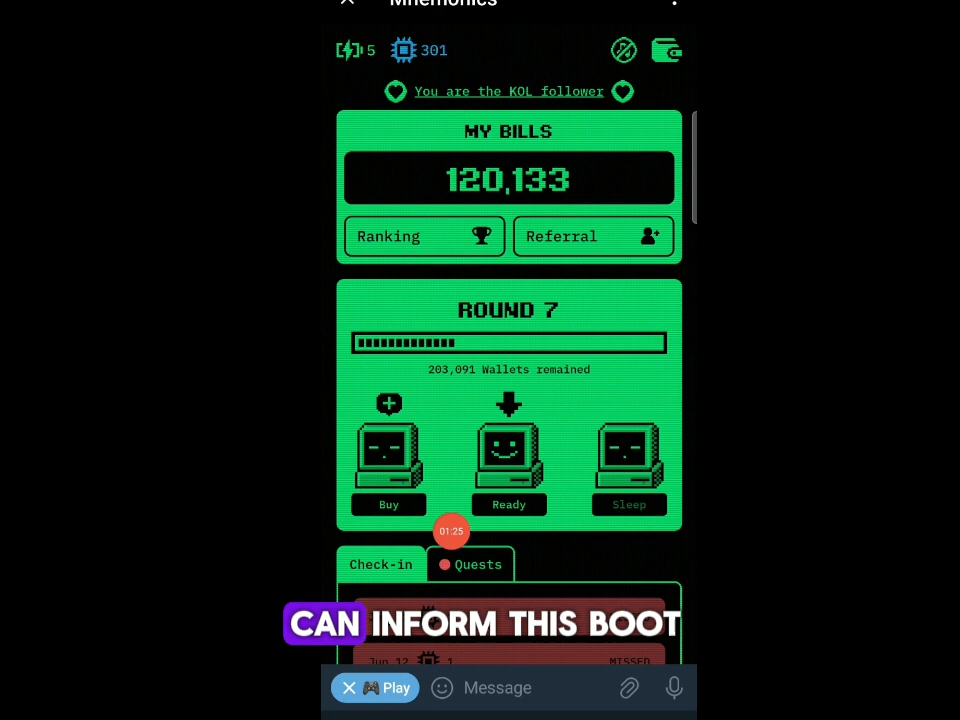 Mnemonics
5 301
You are the KOL follower
MY BILLS
120,133
Ranking Referral
ROUND 7
203,091 Wallets remained
Buy Ready Sleep
01:25
Check-in Quests
CAN INFORM THIS BOOT
Jun 12 1 MISSED
Play Message